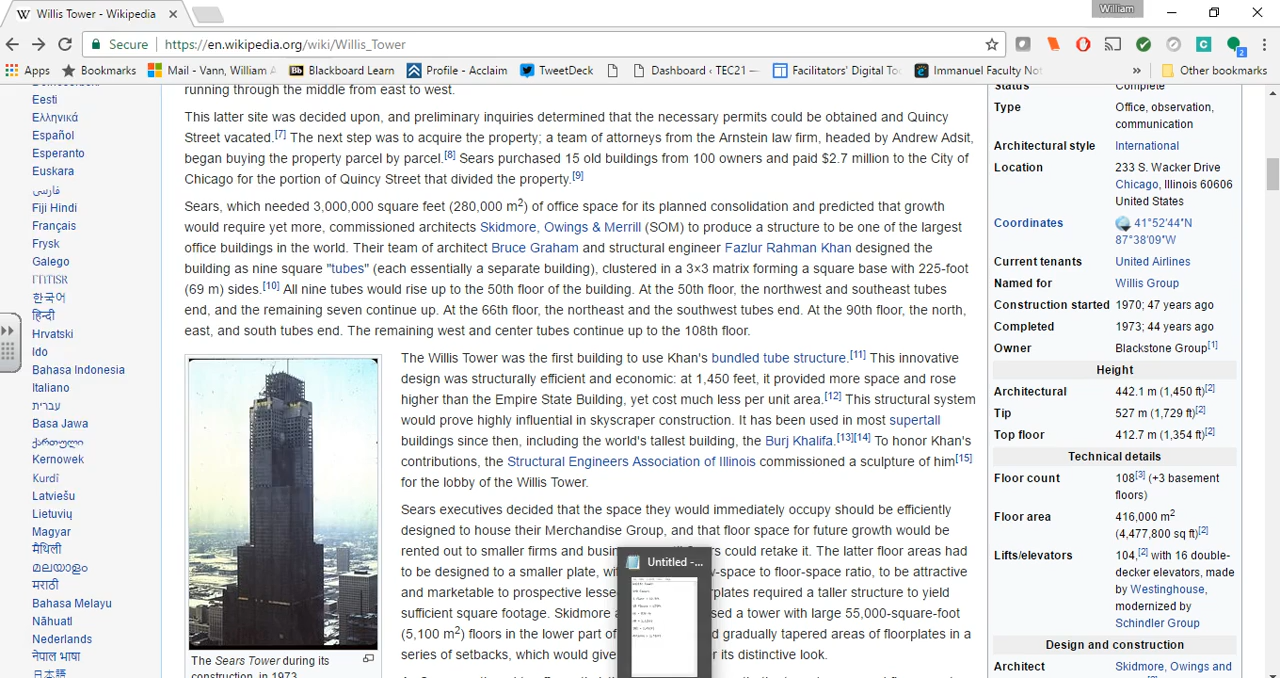 William
Willis Tower - Wikipedia
Secure https://en.wikipedia.org/wiki/Willis_Tower
Apps Bookmarks Mail - Vann, William A Bb Blackboard Learn Profile - Acclaim TweetDeck Dashboard ‹ TEC21 — Facilitators' Digital To Immanuel Faculty Not » Other bookmarks
Eesti
Ελληνικά
Español
Esperanto
Euskara
فارسی
Fiji Hindi
Français
Frysk
Galego
한국어
हिन्दी
Hrvatski
Ido
Bahasa Indonesia
Italiano
עברית
Basa Jawa
ქართული
Kernowek
Kurdî
Latviešu
Lietuvių
Magyar
मैथिली
മലയാളം
मराठी
Bahasa Melayu
Nāhuatl
Nederlands
नेपाल भाषा
日本語
running through the middle from east to west.
This latter site was decided upon, and preliminary inquiries determined that the necessary permits could be obtained and Quincy
Street vacated.[7] The next step was to acquire the property; a team of attorneys from the Arnstein law firm, headed by Andrew Adsit,
began buying the property parcel by parcel.[8] Sears purchased 15 old buildings from 100 owners and paid $2.7 million to the City of
Chicago for the portion of Quincy Street that divided the property.[9]
Sears, which needed 3,000,000 square feet (280,000 m2) of office space for its planned consolidation and predicted that growth
would require yet more, commissioned architects Skidmore, Owings & Merrill (SOM) to produce a structure to be one of the largest
office buildings in the world. Their team of architect Bruce Graham and structural engineer Fazlur Rahman Khan designed the
building as nine square "tubes" (each essentially a separate building), clustered in a 3×3 matrix forming a square base with 225-foot
(69 m) sides.[10] All nine tubes would rise up to the 50th floor of the building. At the 50th floor, the northwest and southeast tubes
end, and the remaining seven continue up. At the 66th floor, the northeast and the southwest tubes end. At the 90th floor, the north,
east, and south tubes end. The remaining west and center tubes continue up to the 108th floor.
The Willis Tower was the first building to use Khan's bundled tube structure.[11] This innovative
design was structurally efficient and economic: at 1,450 feet, it provided more space and rose
higher than the Empire State Building, yet cost much less per unit area.[12] This structural system
would prove highly influential in skyscraper construction. It has been used in most supertall
buildings since then, including the world's tallest building, the Burj Khalifa.[13][14] To honor Khan's
contributions, the Structural Engineers Association of Illinois commissioned a sculpture of him[15]
for the lobby of the Willis Tower.
Sears executives decided that the space they would immediately occupy should be efficiently
designed to house their Merchandise Group, and that floor space for future growth would be
rented out to smaller firms and could retake it. The latter floor areas had
to be designed to a smaller plate, -space to floor-space ratio, to be attractive
and marketable to prospective required a taller structure to yield
sufficient square footage. Skidmore a tower with large 55,000-square-foot
(5,100 m2) floors in the lower part of gradually tapered areas of floorplates in a
series of setbacks, which would its distinctive look.
The Sears Tower during its
construction, in 1973
Untitled -...
Status Complete
Type Office, observation,
communication
Architectural style International
Location 233 S. Wacker Drive
Chicago, Illinois 60606
United States
Coordinates 41°52′44″N
87°38′09″W
Current tenants United Airlines
Named for Willis Group
Construction started 1970; 47 years ago
Completed 1973; 44 years ago
Owner Blackstone Group[1]
Height
Architectural 442.1 m (1,450 ft)[2]
Tip 527 m (1,729 ft)[2]
Top floor 412.7 m (1,354 ft)[2]
Technical details
Floor count 108[3] (+3 basement
floors)
Floor area 416,000 m2
(4,477,800 sq ft)[2]
Lifts/elevators 104,[2] with 16 double-
decker elevators, made
by Westinghouse,
modernized by
Schindler Group
Design and construction
Architect Skidmore, Owings and